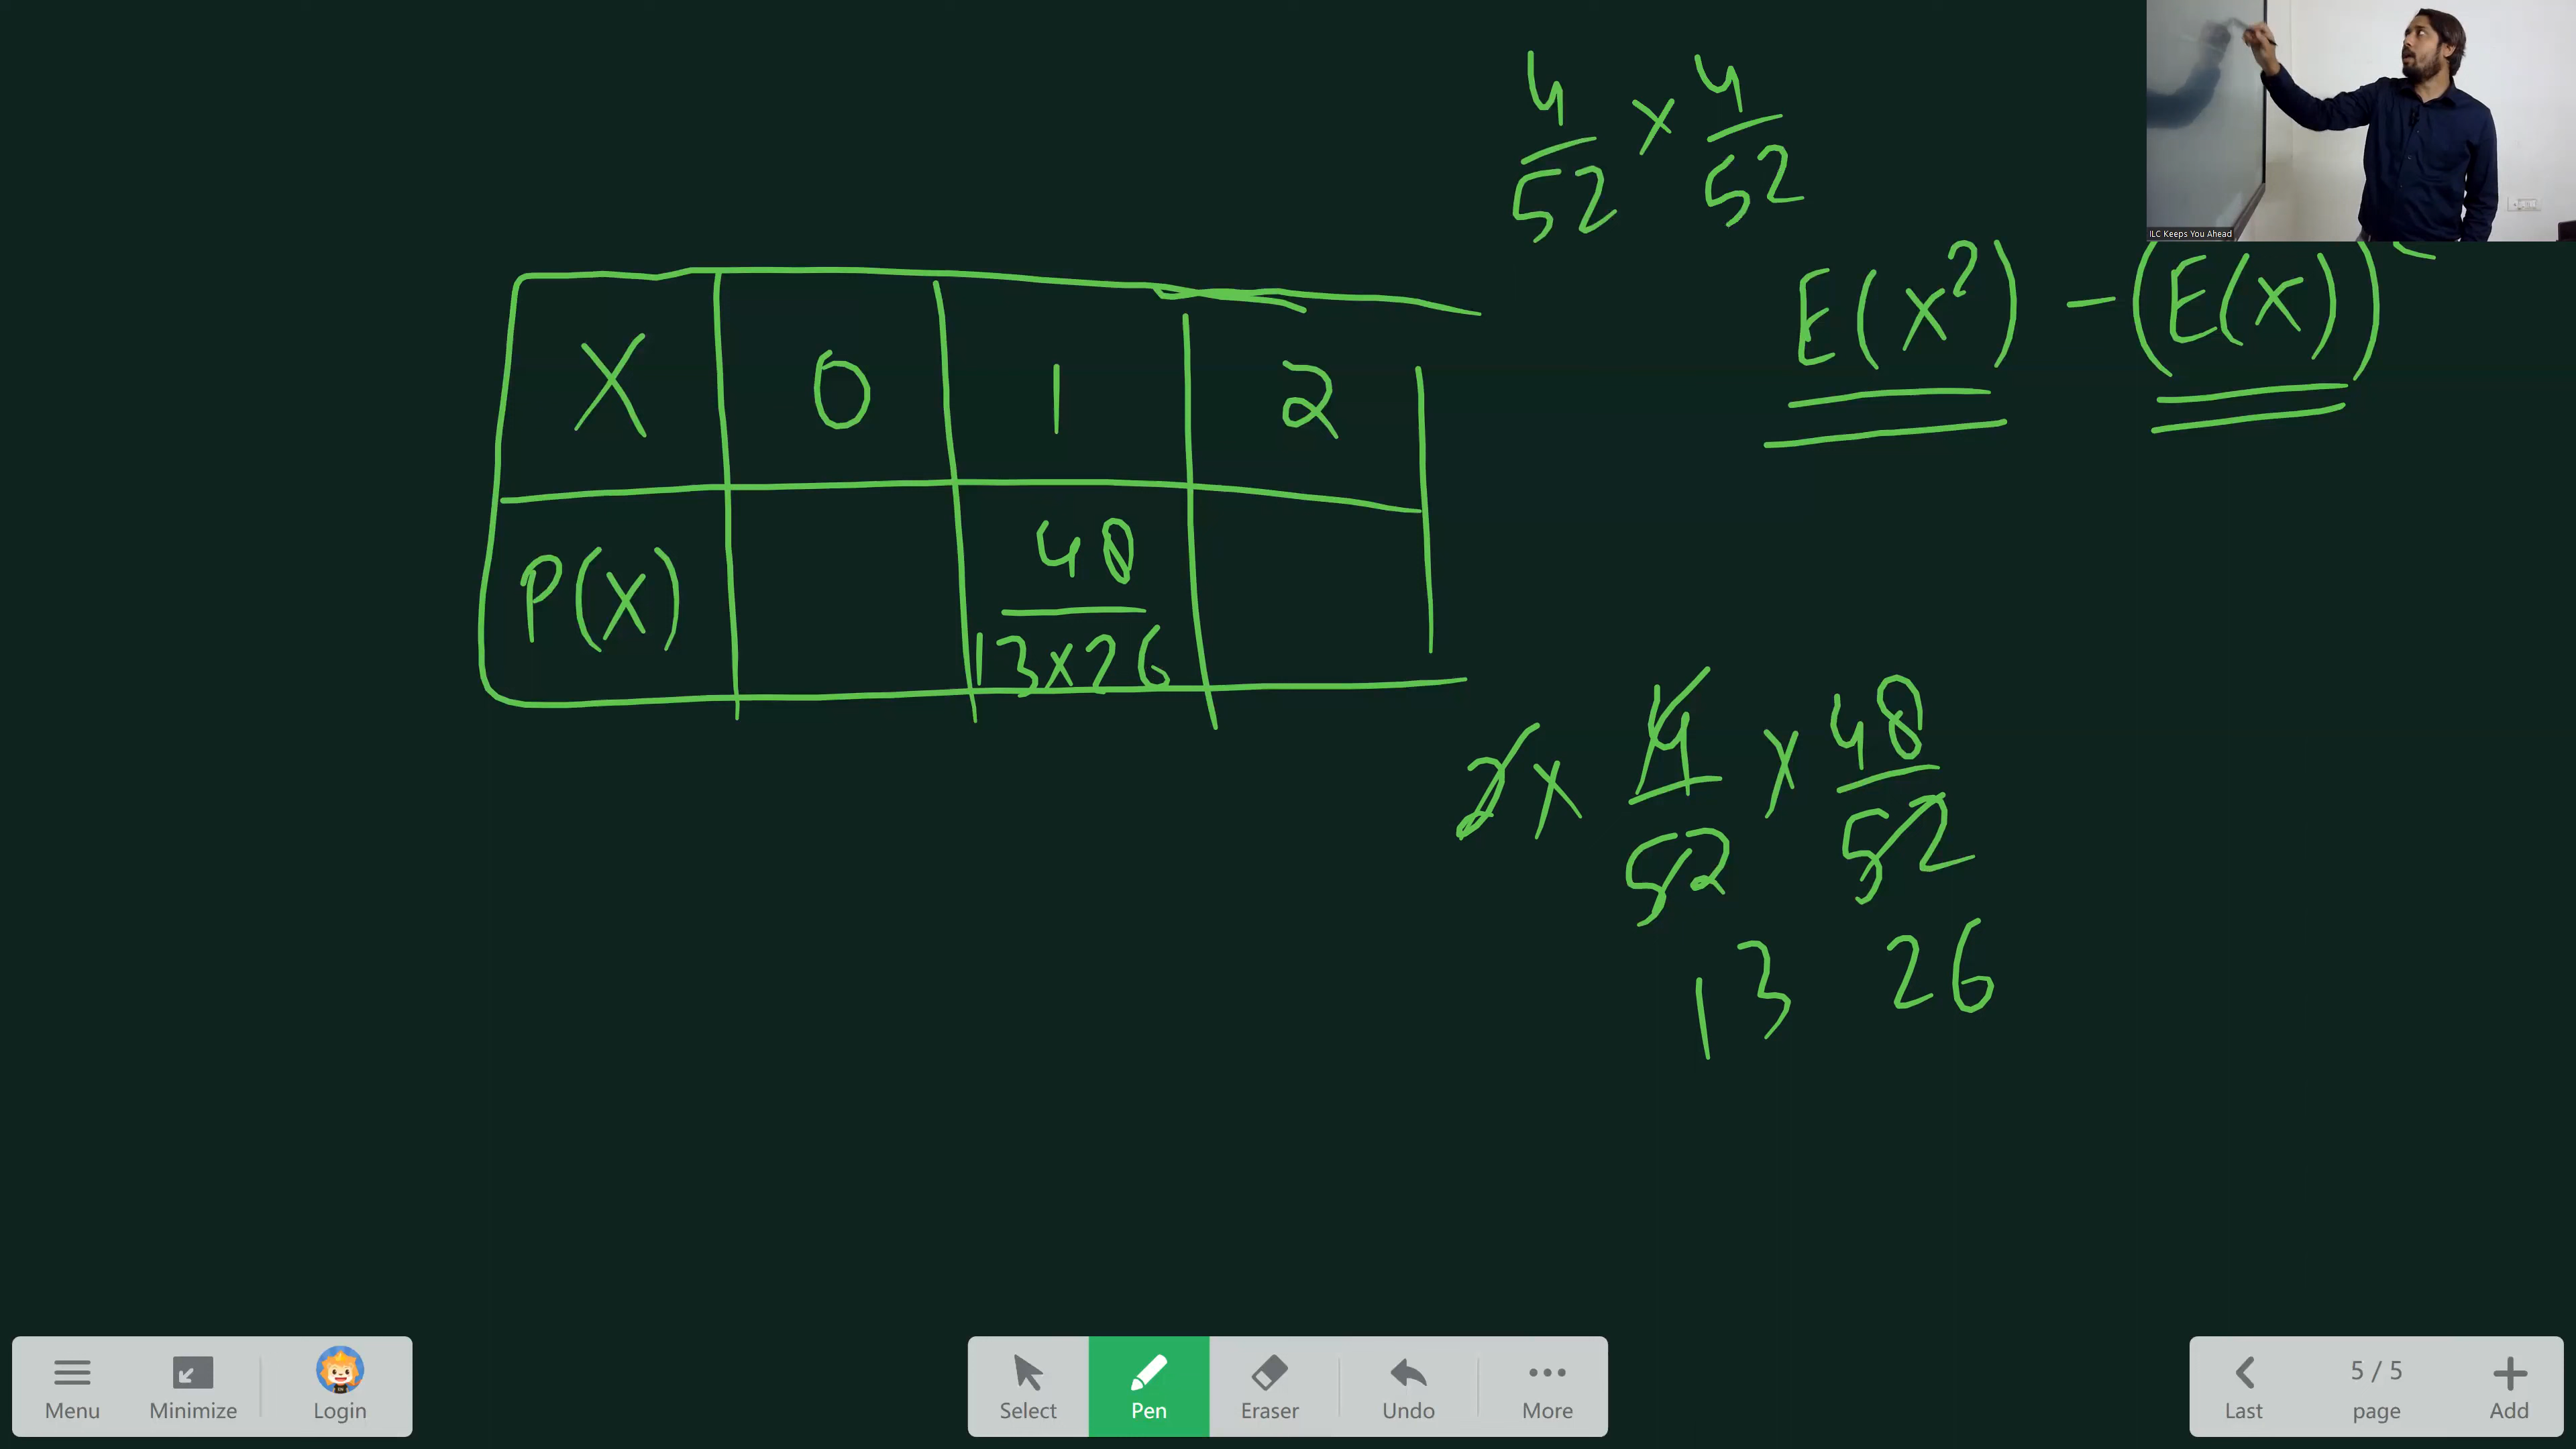 4/52 × 4/52
ILC Keeps You Ahead
E(X²) - (E(X))²
X 0 1 2
P(X) 48/13×26
2 × 4/52 × 48/52
13 26
Menu Minimize Login Select Pen Eraser Undo More Last 5 / 5 page Add